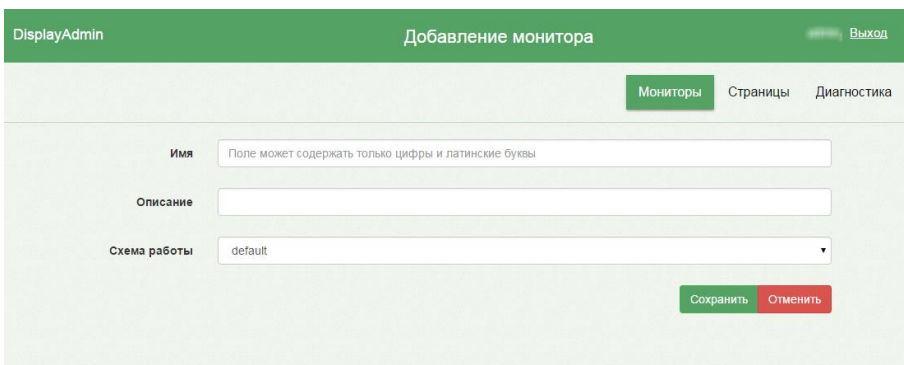 DisplayAdmin Добавление монитора Выход
Мониторы Страницы Диагностика
Имя Поле может содержать только цифры и латинские буквы
Описание
Схема работы default
Сохранить Отменить